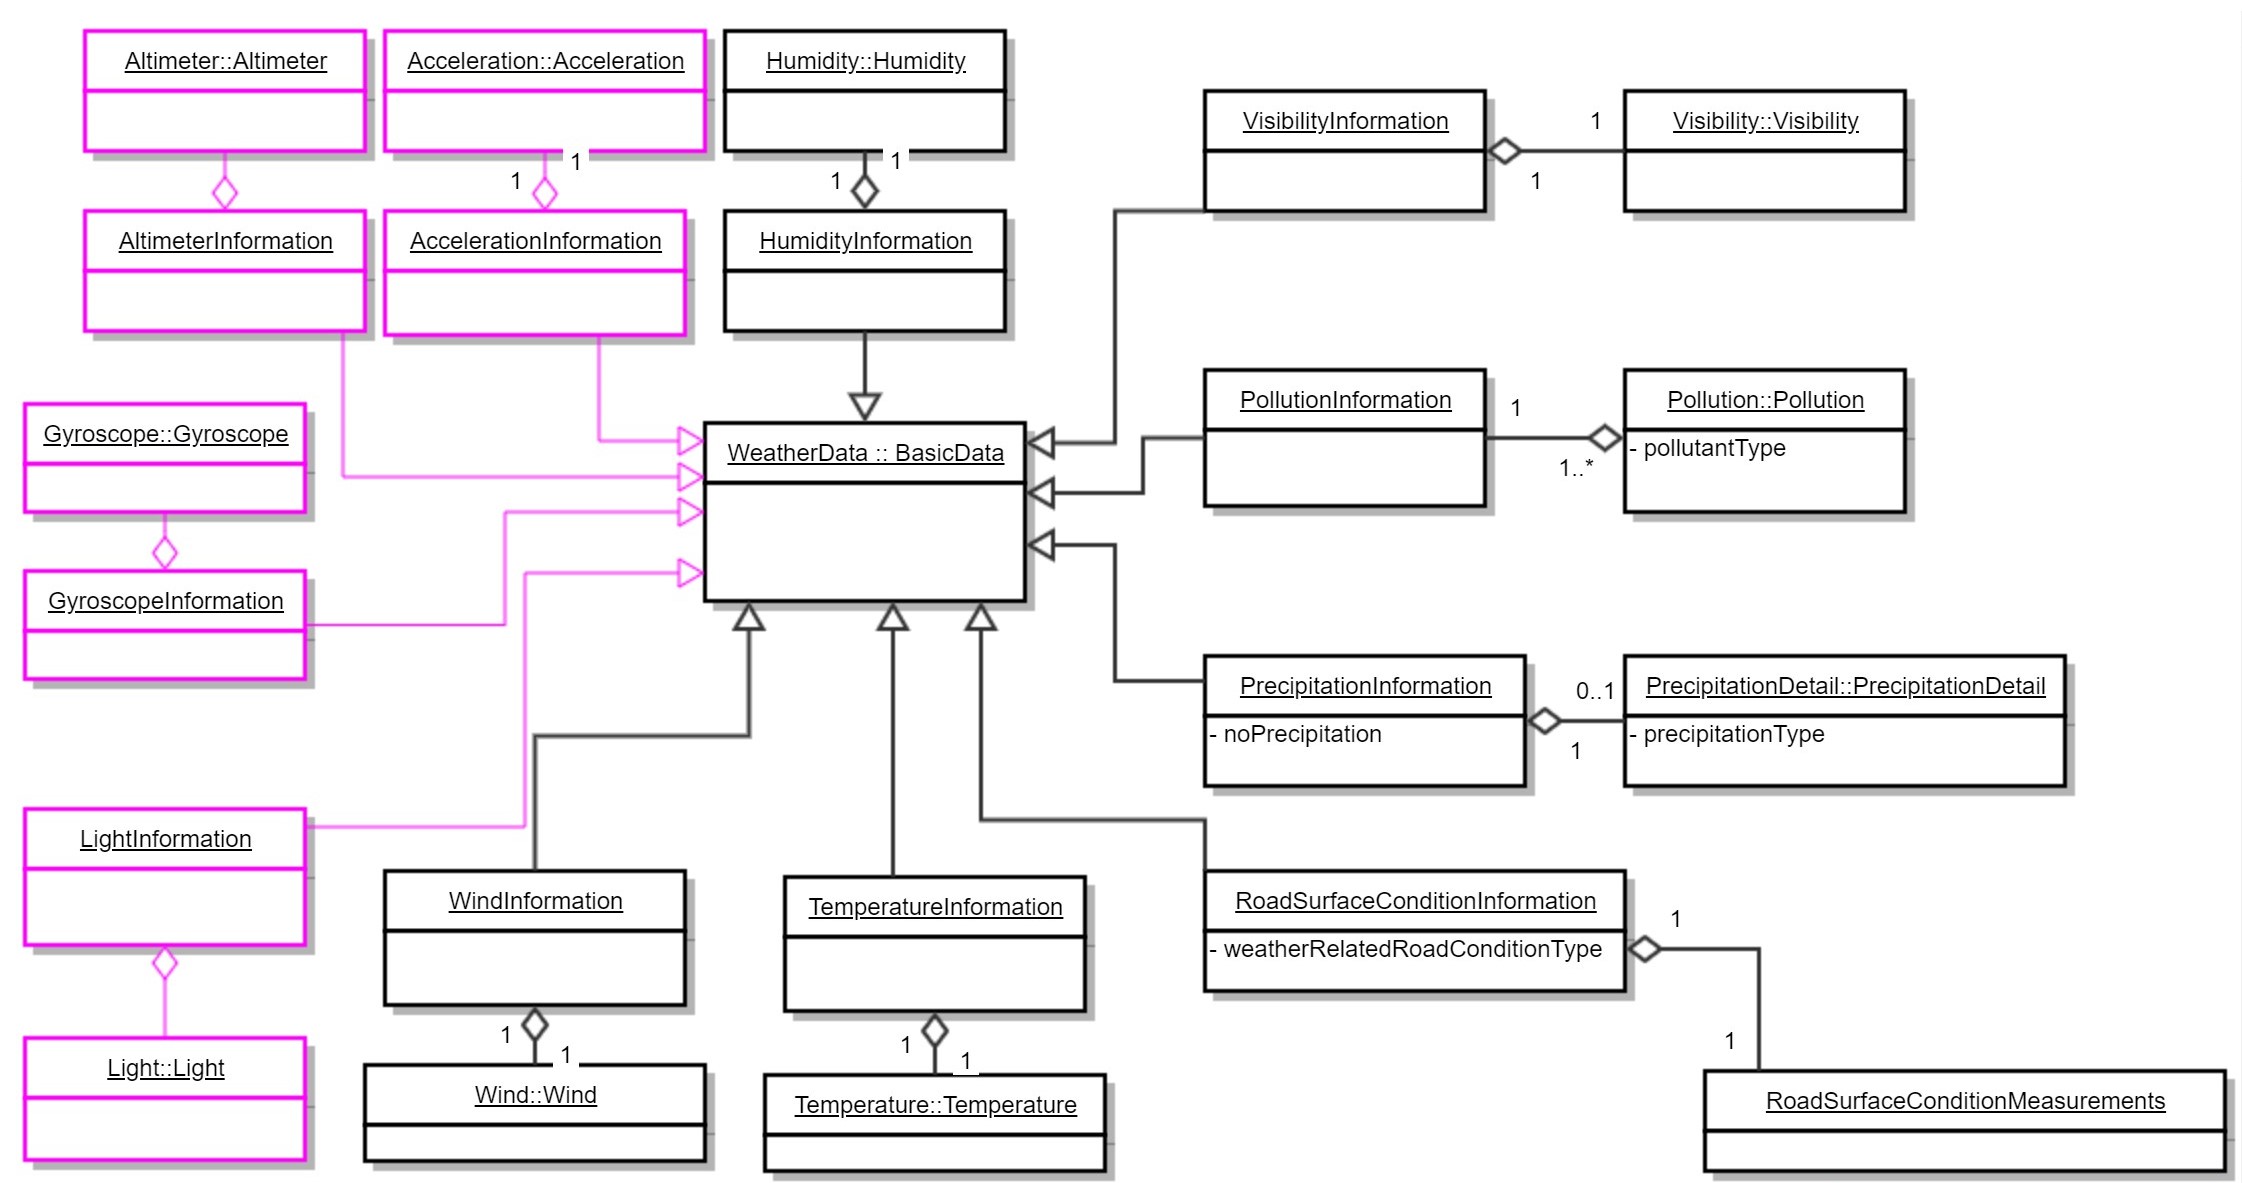 Altimeter::Altimeter
Acceleration::Acceleration
Humidity::Humidity
VisibilityInformation
1
Visibility::Visibility
1
1
1
1
1
AltimeterInformation
AccelerationInformation
HumidityInformation
PollutionInformation
1
Pollution::Pollution
- pollutantType
1..*
Gyroscope::Gyroscope
WeatherData :: BasicData
GyroscopeInformation
PrecipitationInformation
- noPrecipitation
0..1
1
PrecipitationDetail::PrecipitationDetail
- precipitationType
LightInformation
WindInformation
TemperatureInformation
RoadSurfaceConditionInformation
- weatherRelatedRoadConditionType
1
1
1
1
1
1
Light::Light
Wind::Wind
Temperature::Temperature
RoadSurfaceConditionMeasurements